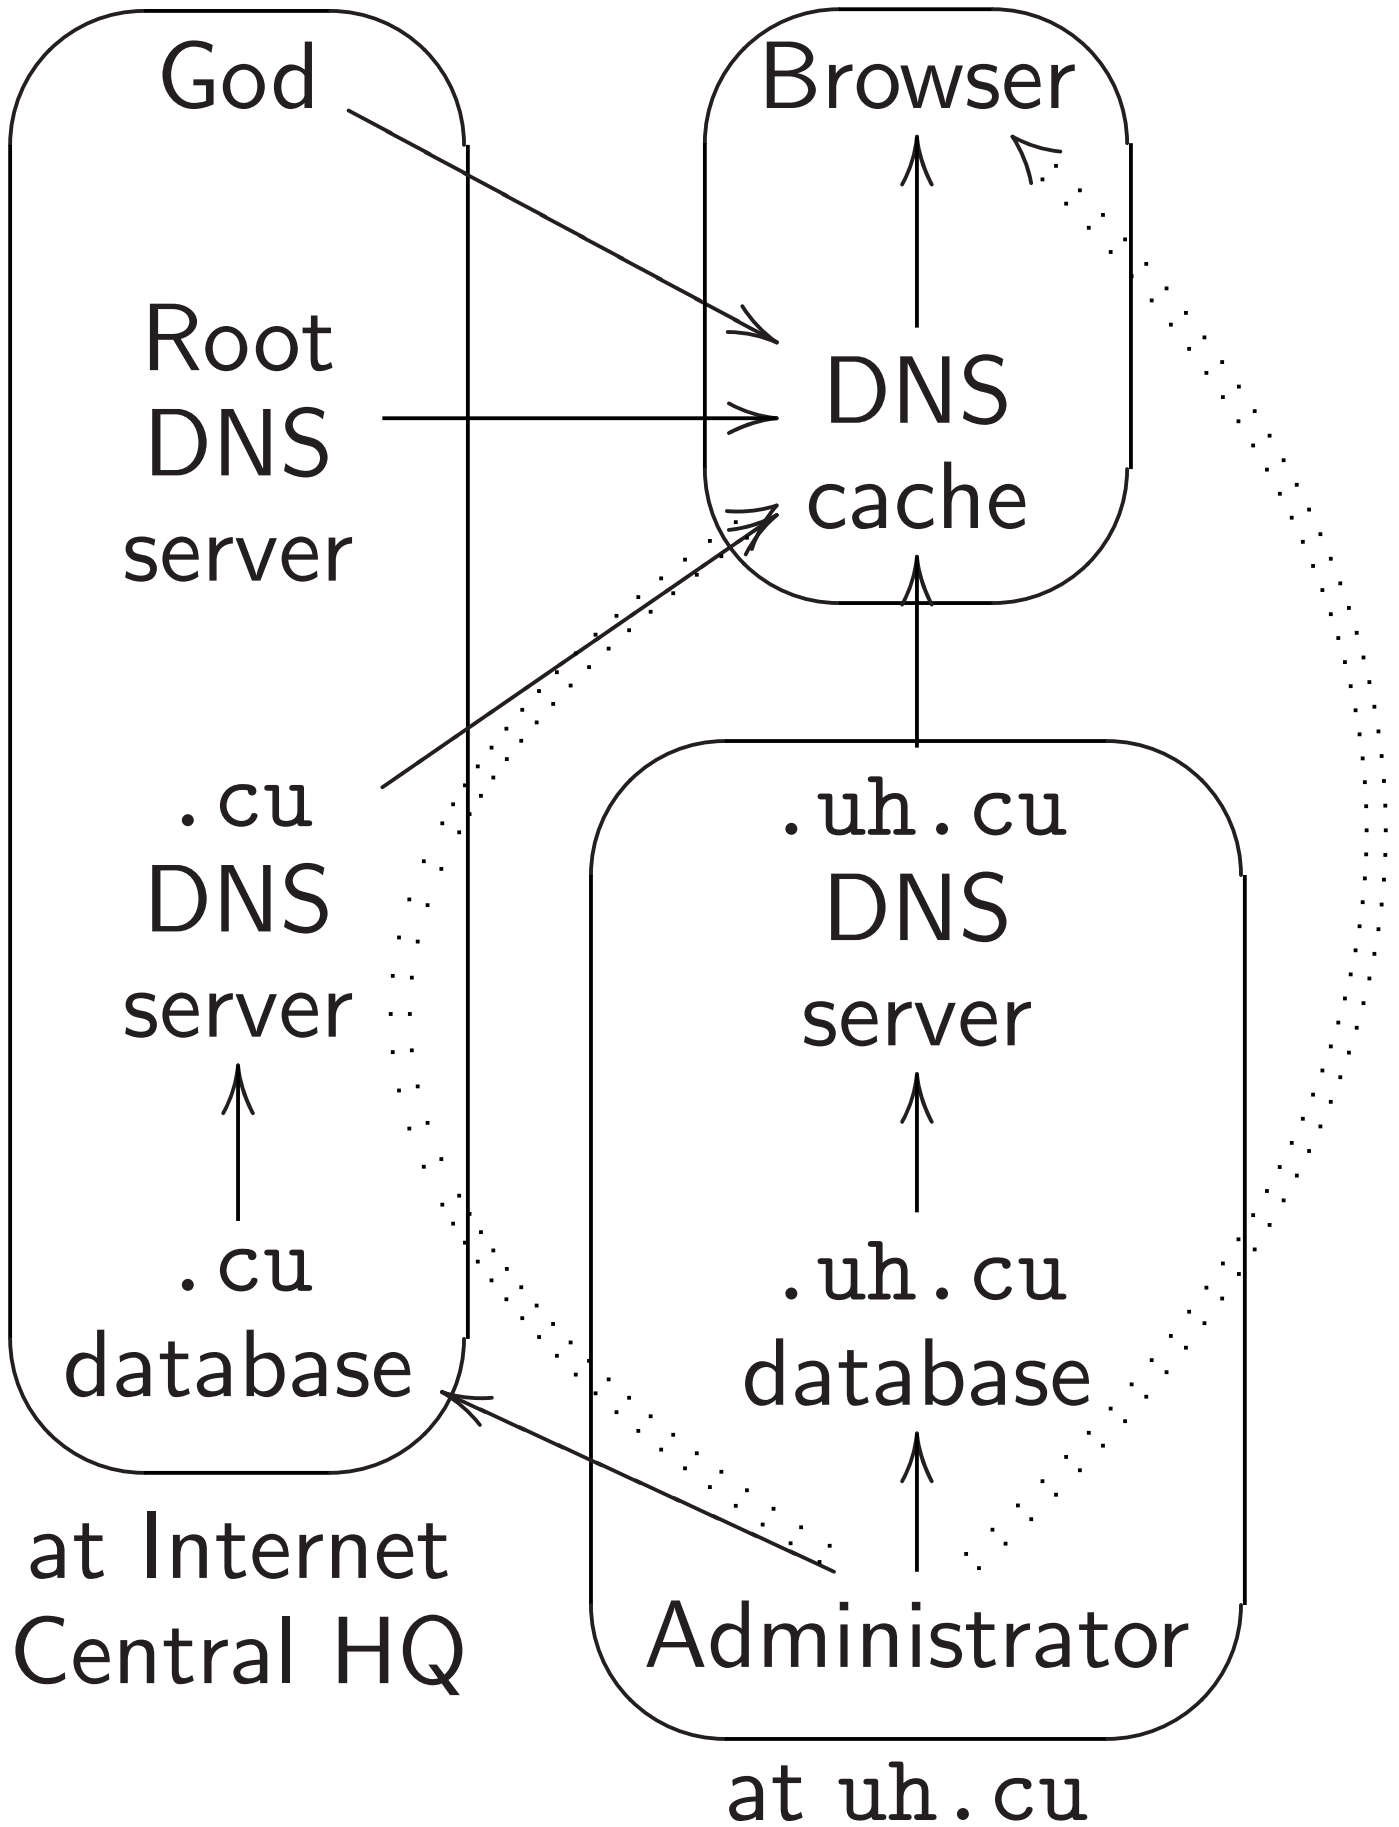 God
Root
DNS
server
.cu
DNS
server
.cu
database
at Internet
Central HQ
Browser
DNS
cache
.uh.cu
DNS
server
.uh.cu
database
Administrator
at uh.cu